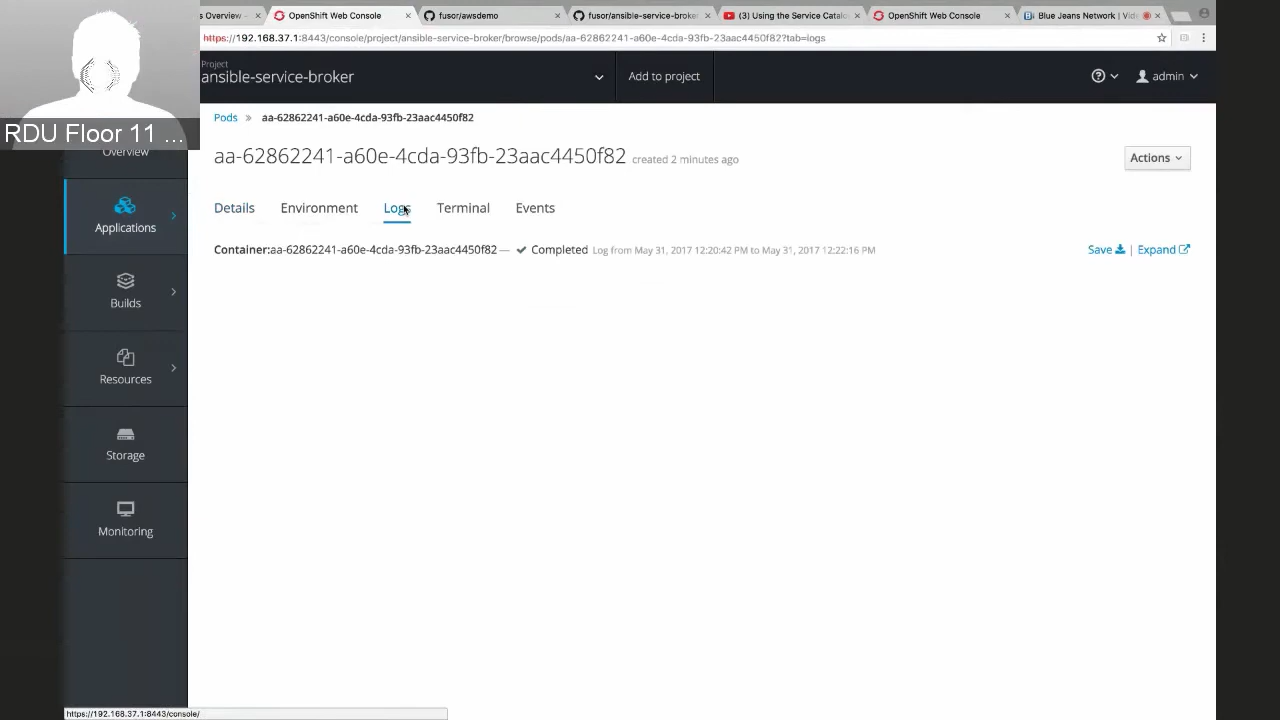 s Overview – OpenShift Web Console fusor/awsdemo fusor/ansible-service-broker (3) Using the Service Catalo OpenShift Web Console Blue Jeans Network | Vid
https://192.168.37.1:8443/console/project/ansible-service-broker/browse/pods/aa-62862241-a60e-4cda-93fb-23aac4450f82?tab=logs
Project
ansible-service-broker
Add to project
admin
RDU Floor 11 ...
Overview
Applications
Builds
Resources
Storage
Monitoring
Pods » aa-62862241-a60e-4cda-93fb-23aac4450f82
aa-62862241-a60e-4cda-93fb-23aac4450f82 created 2 minutes ago
Actions
Details Environment Logs Terminal Events
Container:aa-62862241-a60e-4cda-93fb-23aac4450f82 — Completed Log from May 31, 2017 12:20:42 PM to May 31, 2017 12:22:16 PM
Save | Expand
https://192.168.37.1:8443/console/